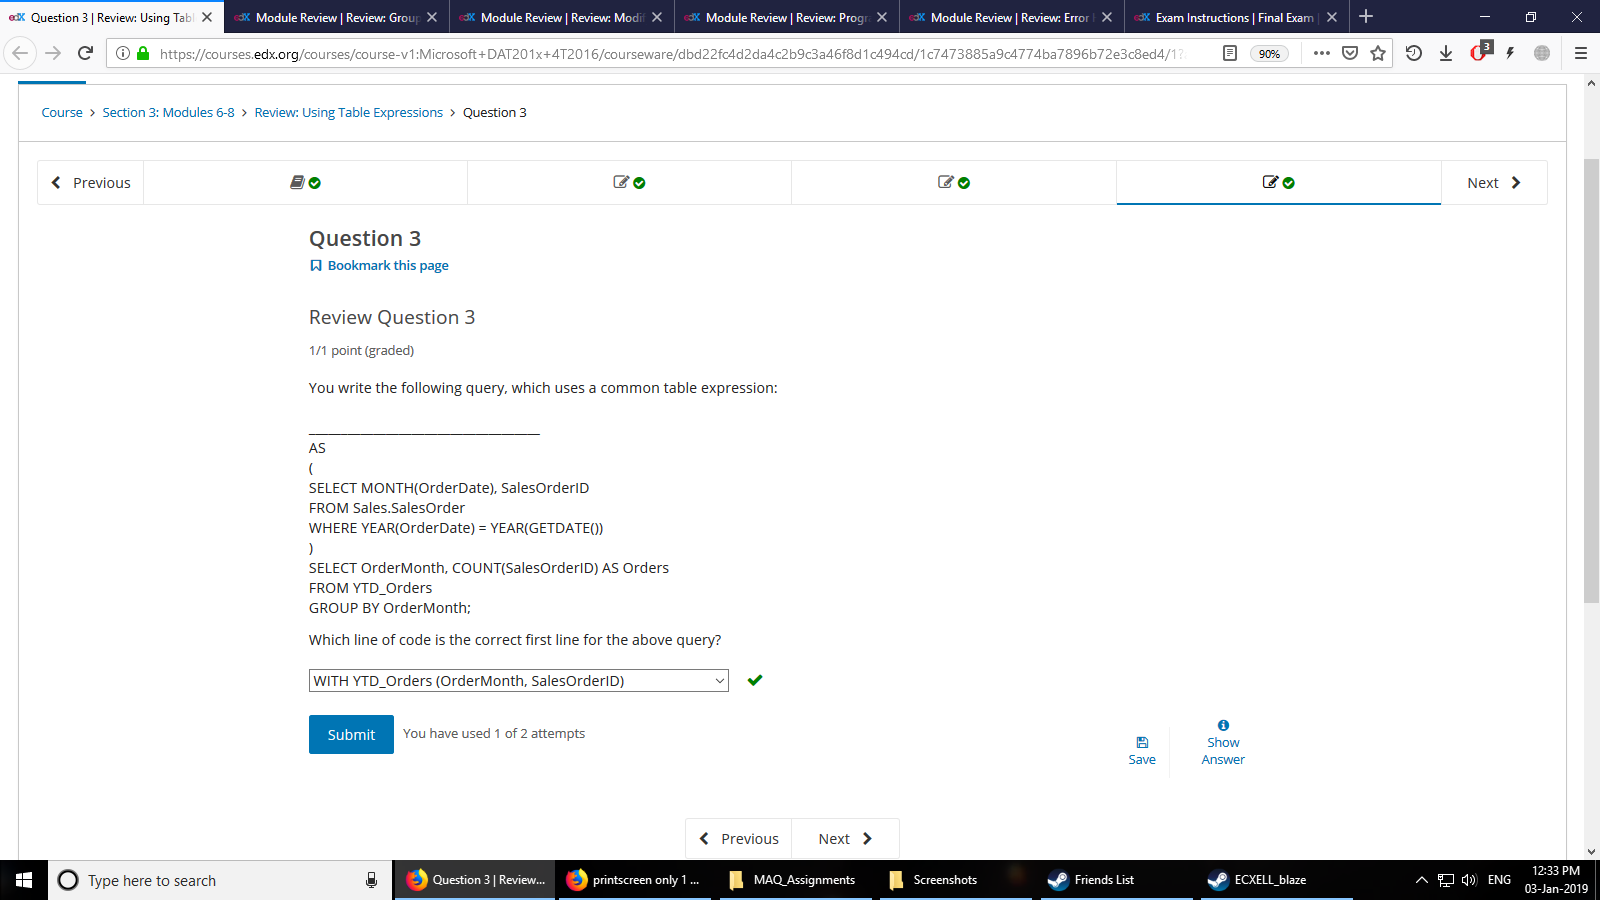 Question 3 | Review: Using Tabl
Module Review | Review: Group
Module Review | Review: Modif
Module Review | Review: Progr
Module Review | Review: Error
Exam Instructions | Final Exam
https://courses.edx.org/courses/course-v1:Microsoft+DAT201x+4T2016/courseware/dbd22fc4d2da4c2b9c3a46f8d1c494cd/1c7473885a9c4774ba7896b72e3c8ed4/1?
90%
3
Course > Section 3: Modules 6-8 > Review: Using Table Expressions > Question 3
Previous
Next
Question 3
Bookmark this page
Review Question 3
1/1 point (graded)
You write the following query, which uses a common table expression:
_________________________________
AS
(
SELECT MONTH(OrderDate), SalesOrderID
FROM Sales.SalesOrder
WHERE YEAR(OrderDate) = YEAR(GETDATE())
)
SELECT OrderMonth, COUNT(SalesOrderID) AS Orders
FROM YTD_Orders
GROUP BY OrderMonth;
Which line of code is the correct first line for the above query?
WITH YTD_Orders (OrderMonth, SalesOrderID)
Submit
You have used 1 of 2 attempts
Save
Show
Answer
Previous
Next
Type here to search
Question 3 | Review...
printscreen only 1 ...
MAQ_Assignments
Screenshots
Friends List
ECXELL_blaze
ENG
12:33 PM
03-Jan-2019